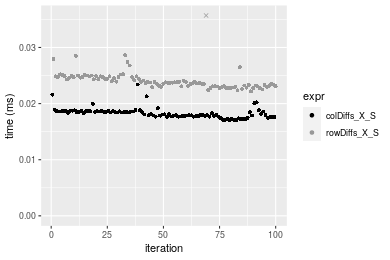 0.03
0.02
0.01
0.00
time (ms)
0
25
50
75
100
iteration
expr
colDiffs_X_S
rowDiffs_X_S